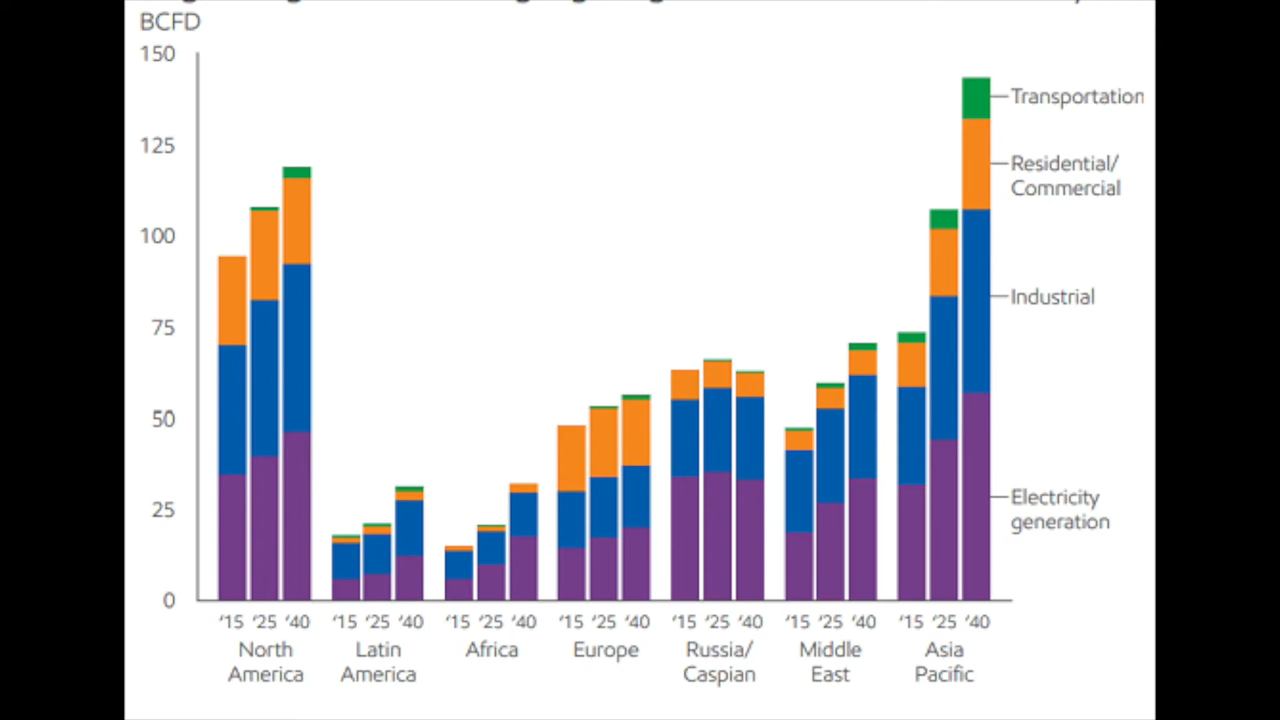 BCFD
150
125
100
75
50
25
0
Transportation
Residential/
Commercial
Industrial
Electricity
generation
‘15 ‘25 ‘40 ‘15 ‘25 ‘40 ‘15 ‘25 ‘40 ‘15 ‘25 ‘40 ‘15 ‘25 ‘40 ‘15 ‘25 ‘40 ‘15 ‘25 ‘40
North Latin Africa Europe Russia/ Middle Asia
America America Caspian East Pacific